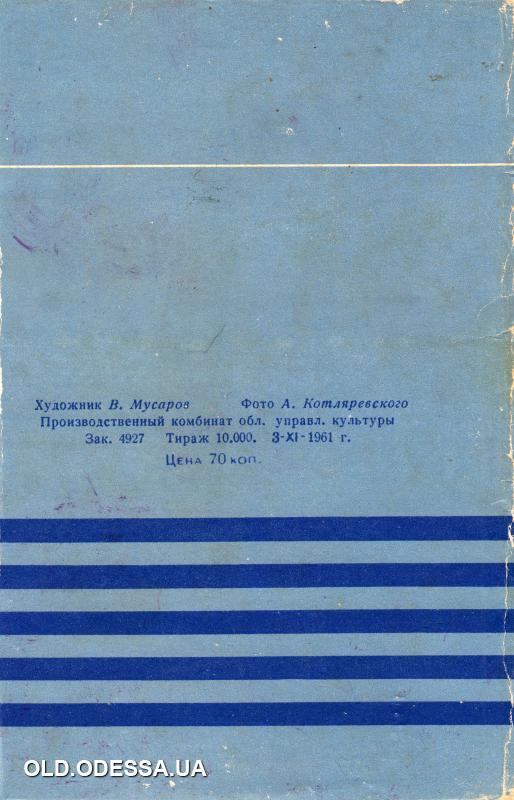 Художник В. Мусаров Фото А. Котляревского
Производственный комбинат обл. управл. культуры
Зак. 4927 Тираж 10.000. 3-XI-1961 г.
Цена 70 коп.
OLD.ODESSA.UA